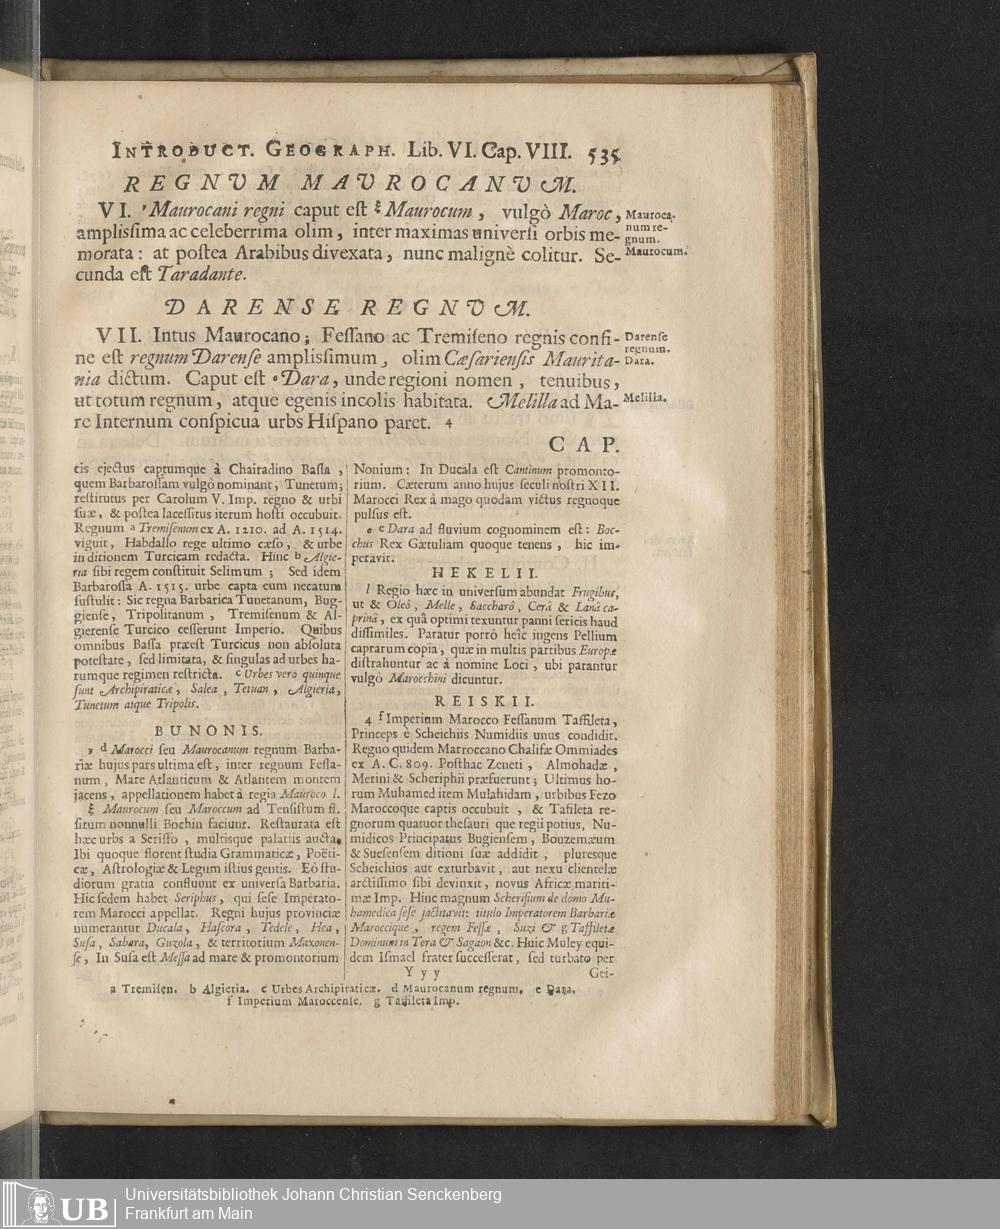 INTRODUCT. GEOGRAPH. Lib. VI. Cap. VIII. 535
REGNVM MAVROCANVM.
VI. ν Maurocani regni caput eſt ξ Maurocum, vulgò Maroc,
amplisſima ac celeberrima olim, inter maximas univerſi orbis me-
morata: at poſtea Arabibus divexata, nunc malignè colitur. Se-
cunda eſt Taradante.
Mauroca-
num re-
gnum.
Maurocum.
DARENSE REGNVM.
VII. Intus Maurocano; Feſſano ac Tremiſeno regnis confi-
ne eſt regnum Darenſe amplisſimum, olim Cæſarienſis Maurita-
nia dictum. Caput eſt ο Dara, unde regioni nomen, tenuibus,
ut totum regnum, atque egenis incolis habitata. Melilla ad Ma-
re Internum conſpicua urbs Hiſpano paret. 4
Darenſe
regnum.
Dara.
Melilla.
CAP.
cis ejectus captumque à Chairadino Baſſa,
quem Barbaroſſam vulgò nominant, Tunetum;
reſtitutus per Carolum V. Imp. regno & urbi
ſuæ, & poſtea laceſſitus iterum hoſti occubuit.
Regnum a Tremiſenum ex A. 1210. ad A. 1514.
viguit, Habdallo rege ultimo cæſo, & urbe
in ditionem Turcicam redacta. Hinc b Algie-
ria ſibi regem conſtituit Selimum; Sed idem
Barbaroſſa A. 1515. urbe capta eum necatum
ſuſtulit: Sic regna Barbarica Tunetanum, Bug-
gienſe, Tripolitanum, Tremiſenum & Al-
gierenſe Turcico ceſſerunt Imperio. Quibus
omnibus Baſſa præeſt Turcicus non abſoluta
poteſtate, ſed limitata, & ſingulas ad urbes ha-
rumque regimen reſtricta. c Urbes vero quinque
ſunt Archipiraticæ, Salea, Tetuan, Algieria,
Tunetum atque Tripolis.
BUNONIS.
ν d Marocci ſeu Maurocanum regnum Barba-
riæ hujus pars ultima eſt, inter regnum Feſſa-
num, Mare Atlanticum & Atlantem montem
jacens, appellationem habet à regia Mauroco l.
ξ Maurocum ſeu Maroccum ad Tenſiftum fl.
ſitum nonnulli Bochin faciunt. Reſtaurata eſt
hæc urbs a Seriffo, multisque palatiis aucta.
Ibi quoque florent ſtudia Grammaticæ, Poëti-
cæ, Aſtrologiæ & Legum iſtius gentis. Eò ſtu-
diorum gratia confluunt ex univerſa Barbaria.
Hic ſedem habet Seriphus, qui ſeſe Imperato-
rem Marocci appellat. Regni hujus provinciæ
numerantur Ducala, Haſcora, Tedele, Hea,
Suſa, Sabara, Guzola, & territorium Maxonen-
ſe, In Suſa eſt Meſſa ad mare & promontorium
Nonium: In Ducala eſt Cantinum promonto-
rium. Cæterum anno hujus ſeculi noſtri XII.
Marocci Rex à mago quodam victus regnoque
pulſus eſt.
ο e Dara ad fluvium cognominem eſt: Boc-
chus Rex Gætuliam quoque tenens, hic im-
peravit.
HEKELII.
l Regio hæc in univerſum abundat Frugibus,
ut & Oleô, Melle, Saccharô, Cerâ & Lanâ ca-
prinâ, ex quâ optimi texuntur panni ſericis haud
diſſimiles. Paratur porrò heîc ingens Pellium
caprarum copia, quæ in multis partibus Europæ
diſtrahuntur ac à nomine Loci, ubi parantur
vulgò Marocchini dicuntur.
REISKII.
4 f Imperium Marocco Feſſanum Taffileta,
Princeps è Scheichiis Numidiis unus condidit.
Regno quidem Marroccano Chalifæ Ommiades
ex A. C. 809. Poſthac Zeneti, Almohadæ,
Merini & Scheriphii præfuerunt; Ultimus ho-
rum Muhamed item Mulahidam, urbibus Fezo
Maroccoque captis occubuit, & Tafileta re-
gnorum quatuor theſauri que regii potius, Nu-
midicos Principatus Bugienſem, Bouzemæum
& Sueſenſem ditioni ſuæ addidit, pluresque
Scheichios aut exturbavit, aut nexu clientelæ
arctiſſimo ſibi devinxit, novus Africæ mariti-
mæ Imp. Hinc magnum Scheriſium de domo Mu-
hamedica ſeſe jactitavit: titulo Imperatorem Barbariæ
Maroccique, regem Feſſæ, Suzi & g Taffiletæ
Dominum in Tora & Sagaon &c. Huic Muley equi-
dem Iſmael frater ſucceſſerat, ſed turbato per
Yyy
Gei-
a Tremiſen. b Algieria. c Urbes Archipiraticæ. d Maurocanum regnum. e Dara.
f Imperium Maroccenſe. g Taffileta Imp.
UB
Universitätsbibliothek Johann Christian Senckenberg
Frankfurt am Main